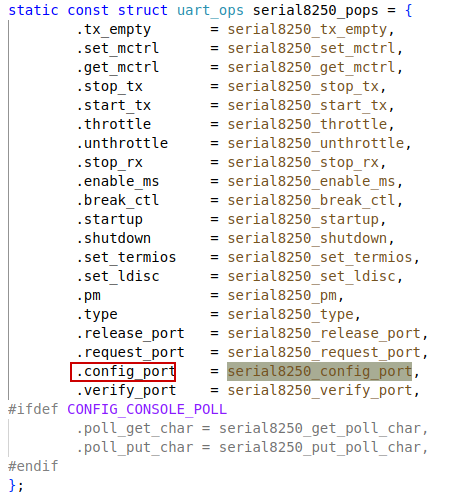 static const struct uart_ops serial8250_pops = {
        .tx_empty       = serial8250_tx_empty,
        .set_mctrl      = serial8250_set_mctrl,
        .get_mctrl      = serial8250_get_mctrl,
        .stop_tx        = serial8250_stop_tx,
        .start_tx       = serial8250_start_tx,
        .throttle       = serial8250_throttle,
        .unthrottle     = serial8250_unthrottle,
        .stop_rx        = serial8250_stop_rx,
        .enable_ms      = serial8250_enable_ms,
        .break_ctl      = serial8250_break_ctl,
        .startup        = serial8250_startup,
        .shutdown       = serial8250_shutdown,
        .set_termios    = serial8250_set_termios,
        .set_ldisc      = serial8250_set_ldisc,
        .pm             = serial8250_pm,
        .type           = serial8250_type,
        .release_port   = serial8250_release_port,
        .request_port   = serial8250_request_port,
        .config_port    = serial8250_config_port,
        .verify_port    = serial8250_verify_port,
#ifdef CONFIG_CONSOLE_POLL
        .poll_get_char = serial8250_get_poll_char,
        .poll_put_char = serial8250_put_poll_char,
#endif
};